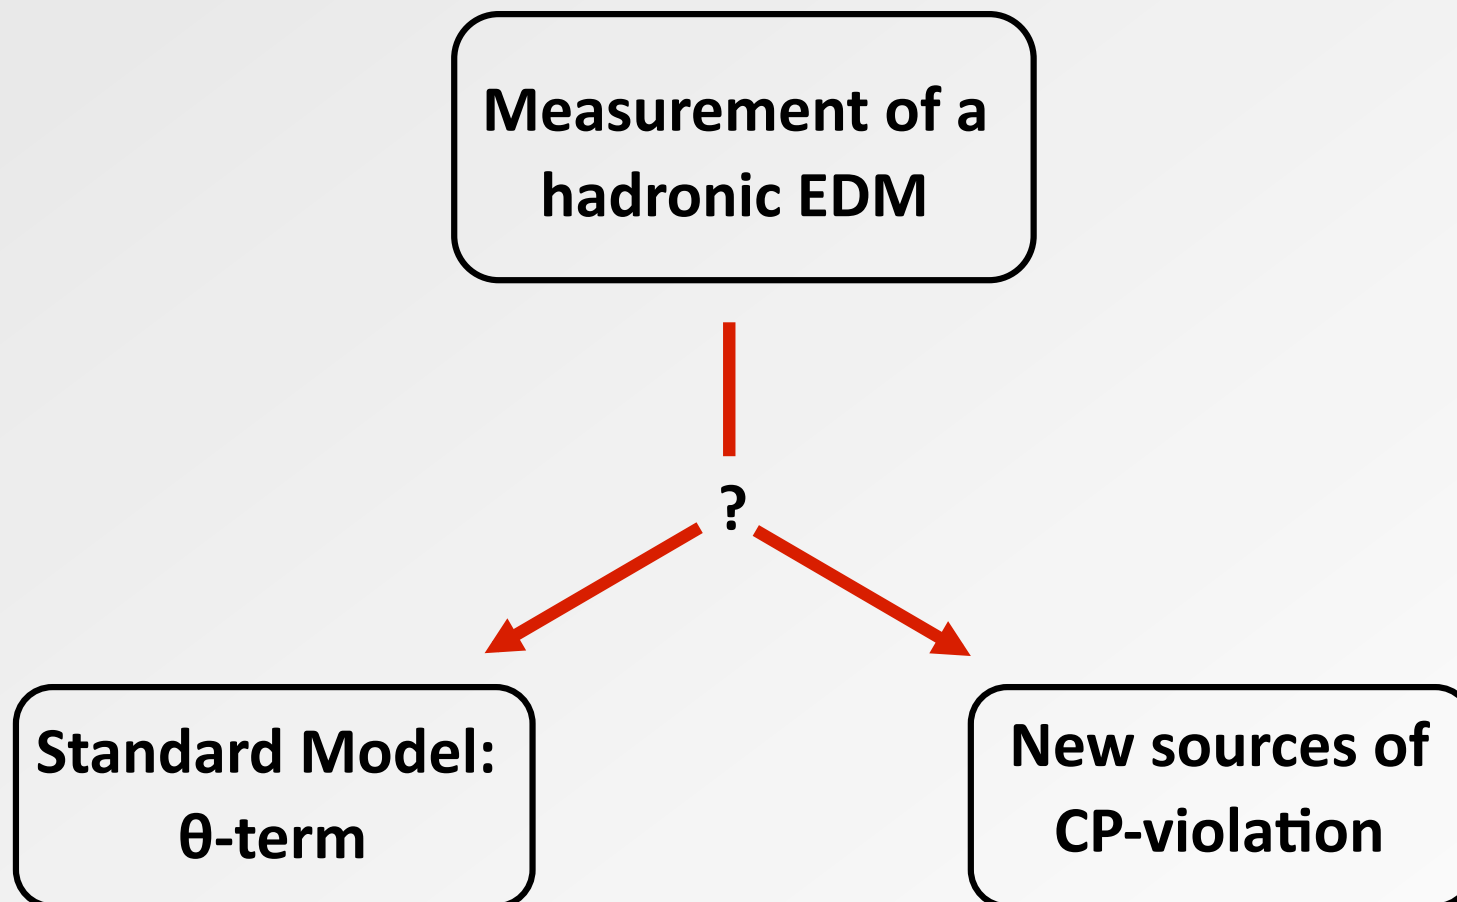 Measurement of a
hadronic EDM
?
Standard Model:
θ-term
New sources of
CP-violation